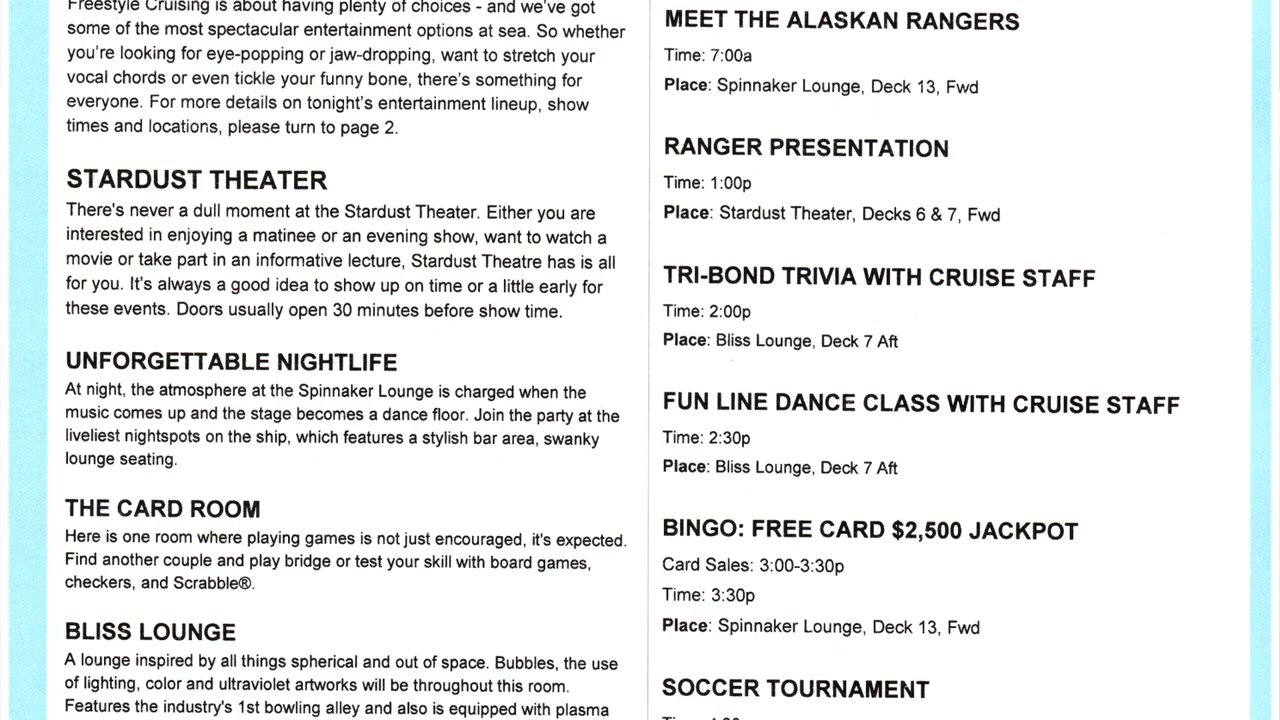 Freestyle Cruising is about having plenty of choices - and we've got
some of the most spectacular entertainment options at sea. So whether
you're looking for eye-popping or jaw-dropping, want to stretch your
vocal chords or even tickle your funny bone, there's something for
everyone. For more details on tonight's entertainment lineup, show
times and locations, please turn to page 2.
STARDUST THEATER
There's never a dull moment at the Stardust Theater. Either you are
interested in enjoying a matinee or an evening show, want to watch a
movie or take part in an informative lecture, Stardust Theatre has is all
for you. It's always a good idea to show up on time or a little early for
these events. Doors usually open 30 minutes before show time.
UNFORGETTABLE NIGHTLIFE
At night, the atmosphere at the Spinnaker Lounge is charged when the
music comes up and the stage becomes a dance floor. Join the party at the
liveliest nightspots on the ship, which features a stylish bar area, swanky
lounge seating.
THE CARD ROOM
Here is one room where playing games is not just encouraged, it's expected.
Find another couple and play bridge or test your skill with board games,
checkers, and Scrabble®.
BLISS LOUNGE
A lounge inspired by all things spherical and out of space. Bubbles, the use
of lighting, color and ultraviolet artworks will be throughout this room.
Features the industry's 1st bowling alley and also is equipped with plasma
MEET THE ALASKAN RANGERS
Time: 7:00a
Place: Spinnaker Lounge, Deck 13, Fwd
RANGER PRESENTATION
Time: 1:00p
Place: Stardust Theater, Decks 6 & 7, Fwd
TRI-BOND TRIVIA WITH CRUISE STAFF
Time: 2:00p
Place: Bliss Lounge, Deck 7 Aft
FUN LINE DANCE CLASS WITH CRUISE STAFF
Time: 2:30p
Place: Bliss Lounge, Deck 7 Aft
BINGO: FREE CARD $2,500 JACKPOT
Card Sales: 3:00-3:30p
Time: 3:30p
Place: Spinnaker Lounge, Deck 13, Fwd
SOCCER TOURNAMENT